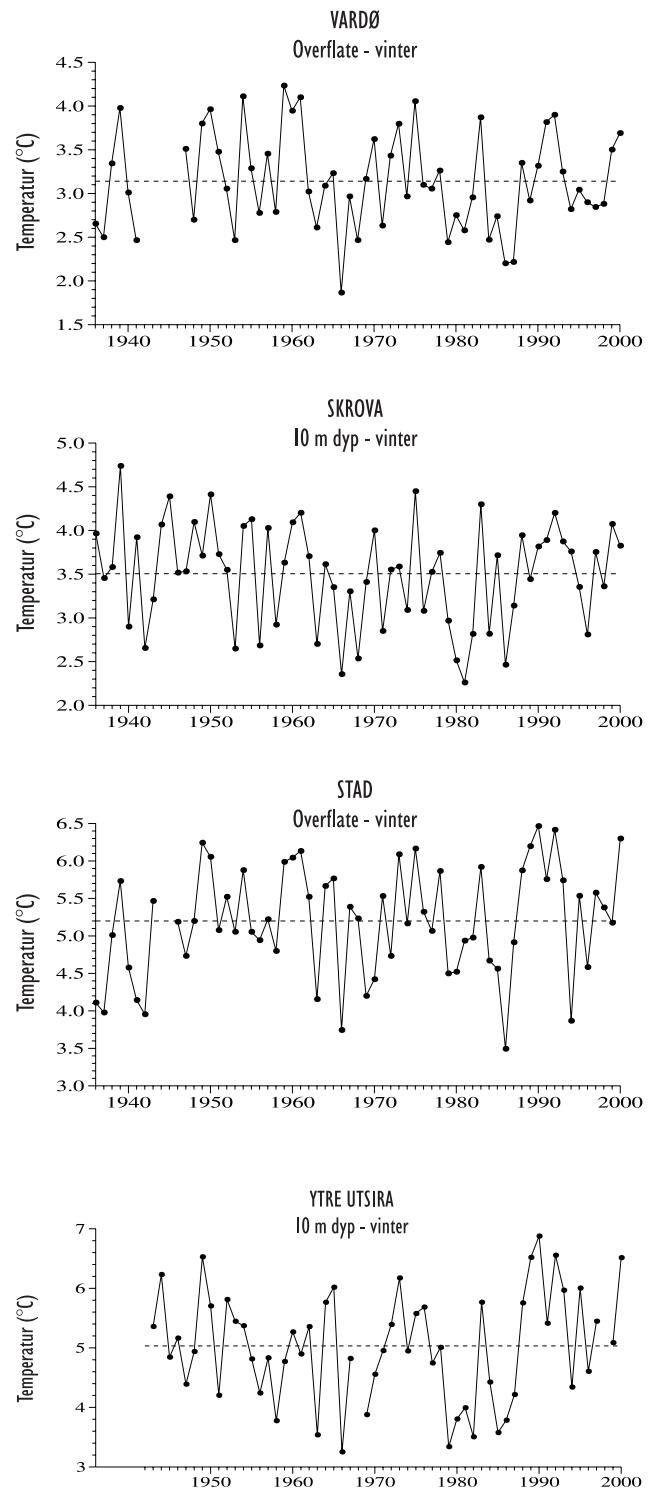 VARDØ
Overflate - vinter
Temperatur (°C)
4.5
4.0
3.5
3.0
2.5
2.0
1.5
1940 1950 1960 1970 1980 1990 2000
SKROVA
10 m dyp - vinter
Temperatur (°C)
5.0
4.5
4.0
3.5
3.0
2.5
2.0
1940 1950 1960 1970 1980 1990 2000
STAD
Overflate - vinter
Temperatur (°C)
6.5
6.0
5.5
5.0
4.5
4.0
3.5
3.0
1940 1950 1960 1970 1980 1990 2000
YTRE UTSIRA
10 m dyp - vinter
Temperatur (°C)
7
6
5
4
3
1950 1960 1970 1980 1990 2000